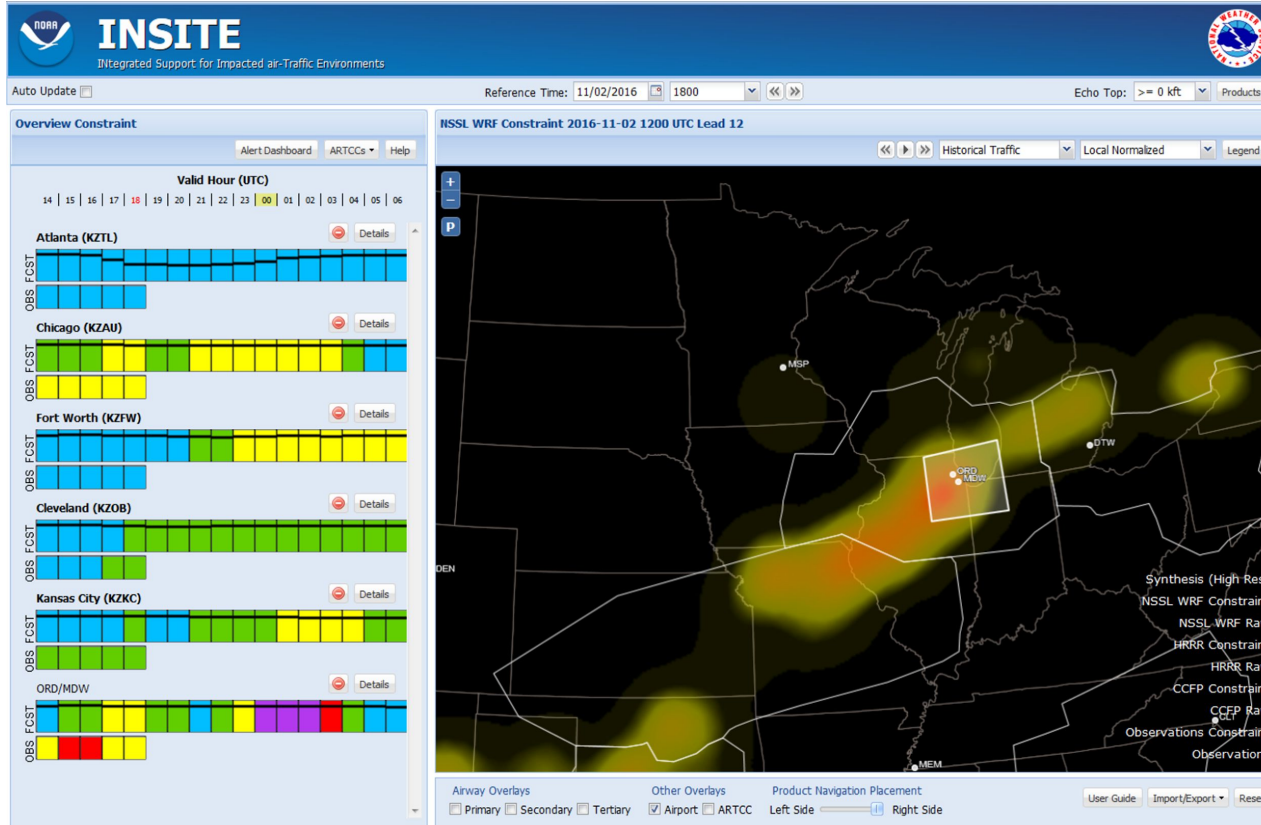 NOAA
INSITE
INtegrated Support for Impacted air-Traffic Environments
NATIONAL WEATHER SERVICE
Auto Update
Reference Time: 11/02/2016 1800
Echo Top: >= 0 kft Products
Overview Constraint
Alert Dashboard ARTCCs Help
Valid Hour (UTC)
14 | 15 | 16 | 17 | 18 | 19 | 20 | 21 | 22 | 23 | 00 | 01 | 02 | 03 | 04 | 05 | 06
Atlanta (KZTL) Details
FCST
OBS
Chicago (KZAU) Details
FCST
OBS
Fort Worth (KZFW) Details
FCST
OBS
Cleveland (KZOB) Details
FCST
OBS
Kansas City (KZKC) Details
FCST
OBS
ORD/MDW Details
FCST
OBS
NSSL WRF Constraint 2016-11-02 1200 UTC Lead 12
Historical Traffic Local Normalized Legend
+
−
P
MSP
DTW
ORD
MDW
DEN
Synthesis (High Res
NSSL WRF Constrain
NSSL WRF Ra
HRRR Constrain
HRRR Ra
CCFP Constrain
CCFP Ra
CLT
Observations Constrain
Observation
MEM
Airway Overlays
Primary Secondary Tertiary
Other Overlays
Airport ARTCC
Product Navigation Placement
Left Side Right Side
User Guide Import/Export Rese